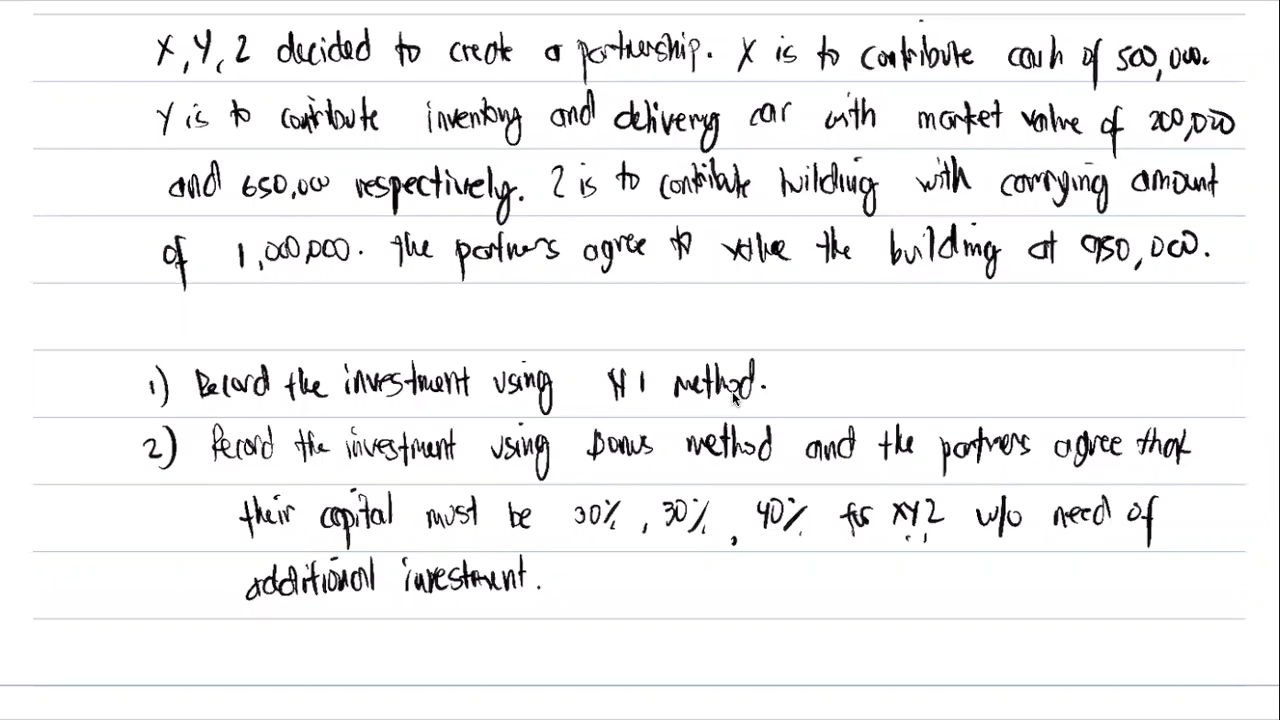 X, Y, Z decided to create a partnership. X is to contribute cash of 500,000.
Y is to contribute inventory and delivery car with market value of 200,000
and 650,000 respectively. Z is to contribute building with carrying amount
of 1,000,000. The partners agree to value the building at 950,000.
1) Record the investment using NI method.
2) Record the investment using Bonus method and the partners agree that
their capital must be 30%, 30%, 40% for XYZ w/o need of
additional investment.